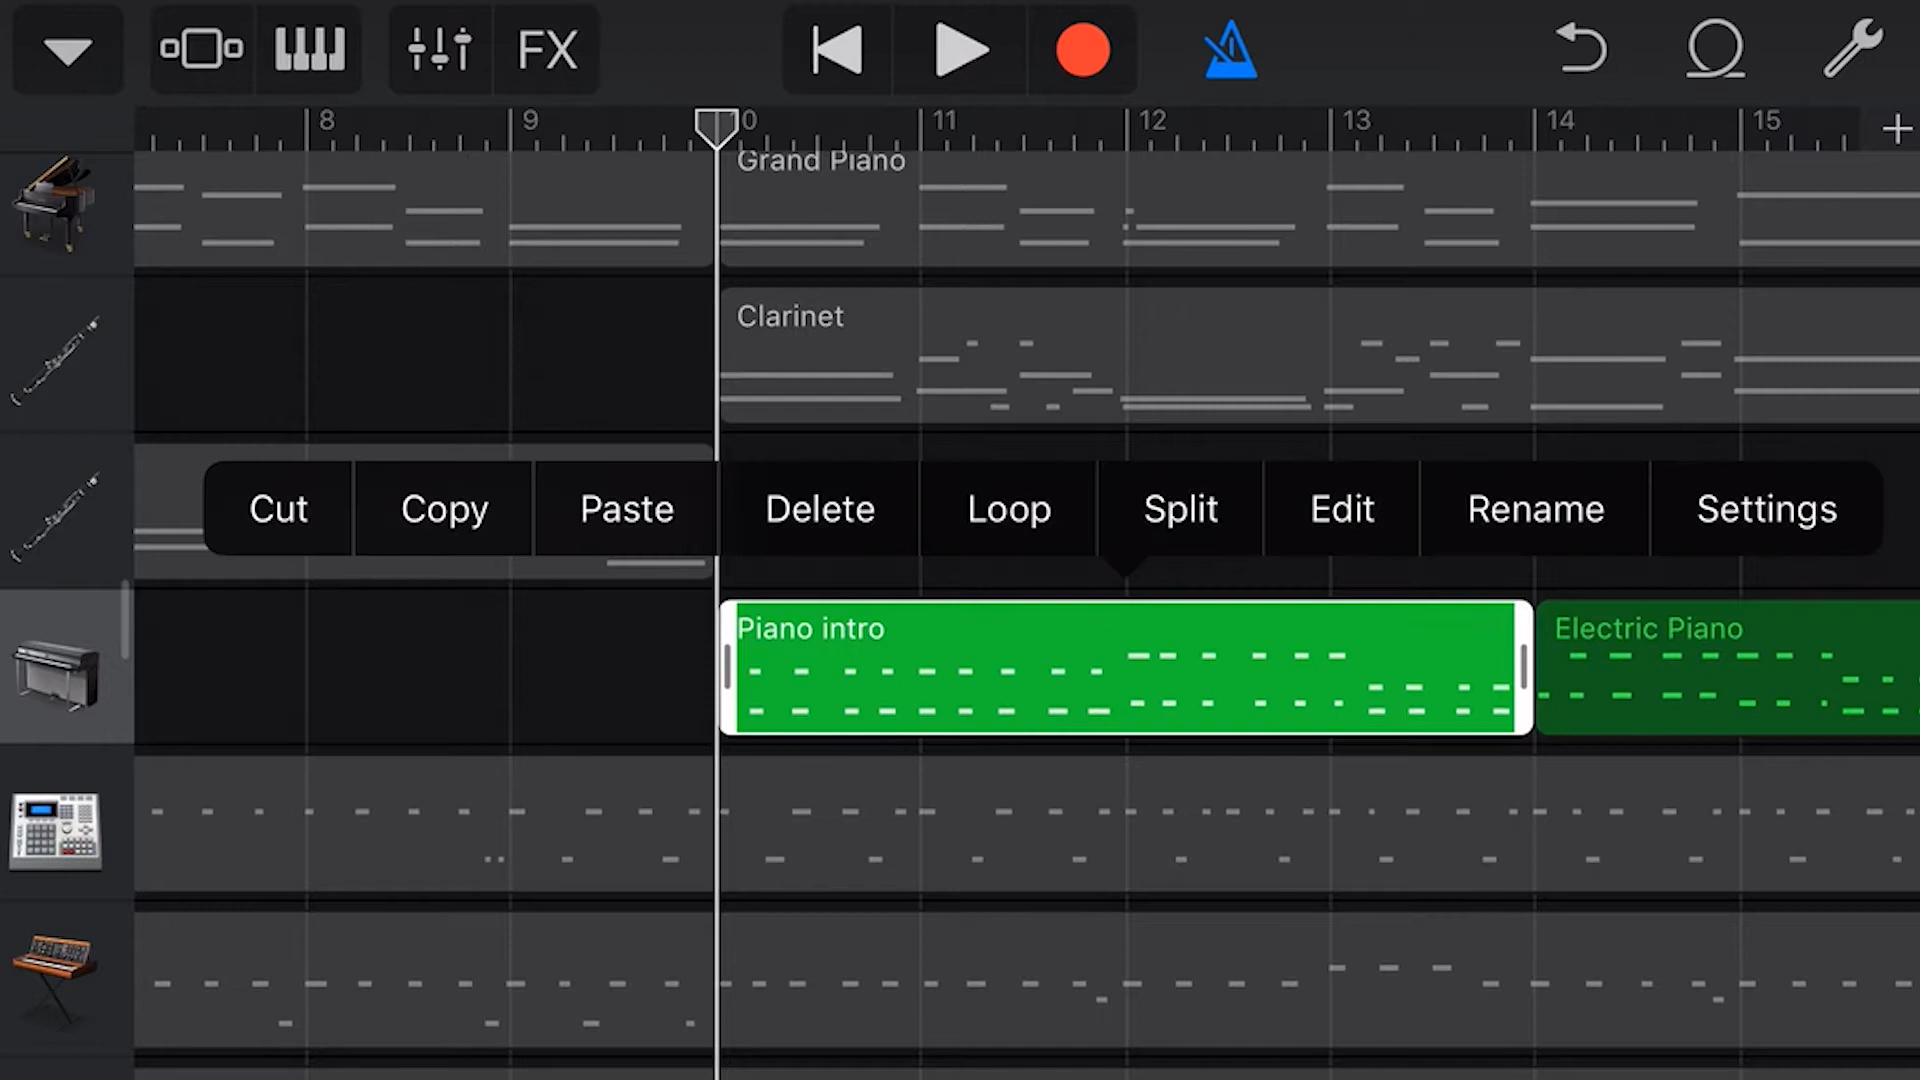 FX
8 9 10 11 12 13 14 15
Grand Piano
Clarinet
Cut Copy Paste Delete Loop Split Edit Rename Settings
Piano intro
Electric Piano